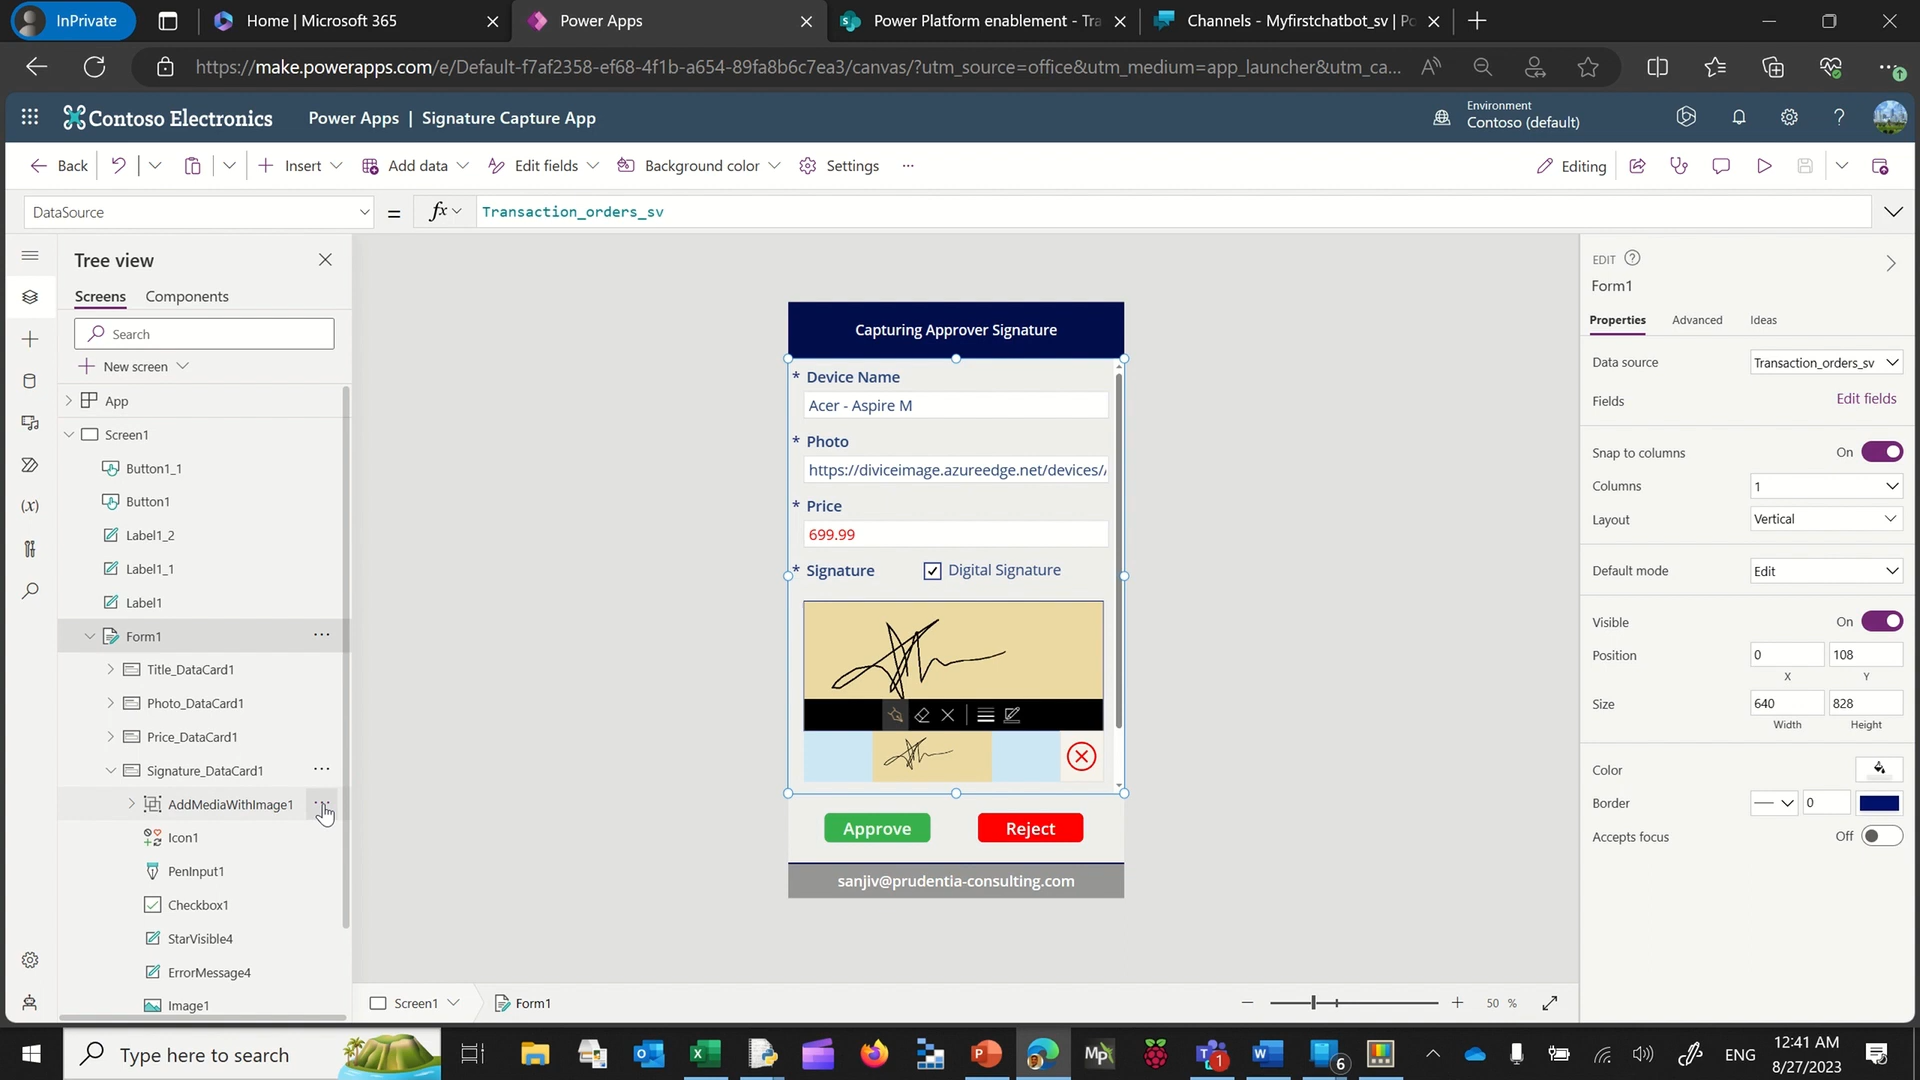 InPrivate
Home | Microsoft 365
Power Apps
Power Platform enablement - Tra
Channels - Myfirstchatbot_sv | Po
https://make.powerapps.com/e/Default-f7af2358-ef68-4f1b-a654-89fa8b6c7ea3/canvas/?utm_source=office&utm_medium=app_launcher&utm_ca...
Contoso Electronics
Power Apps | Signature Capture App
Environment
Contoso (default)
Back
Insert
Add data
Edit fields
Background color
Settings
Editing
DataSource
=
fx
Transaction_orders_sv
Tree view
Screens
Components
Search
New screen
App
Screen1
Button1_1
Button1
Label1_2
Label1_1
Label1
Form1
Title_DataCard1
Photo_DataCard1
Price_DataCard1
Signature_DataCard1
AddMediaWithImage1
Icon1
PenInput1
Checkbox1
StarVisible4
ErrorMessage4
Image1
Capturing Approver Signature
* Device Name
Acer - Aspire M
* Photo
https://diviceimage.azureedge.net/devices//
* Price
699.99
* Signature
Digital Signature
Approve
Reject
sanjiv@prudentia-consulting.com
Screen1
Form1
50 %
EDIT
Form1
Properties
Advanced
Ideas
Data source
Transaction_orders_sv
Fields
Edit fields
Snap to columns
On
Columns
1
Layout
Vertical
Default mode
Edit
Visible
On
Position
0
108
X
Y
Size
640
828
Width
Height
Color
Border
0
Accepts focus
Off
Type here to search
1
6
ENG
12:41 AM
8/27/2023